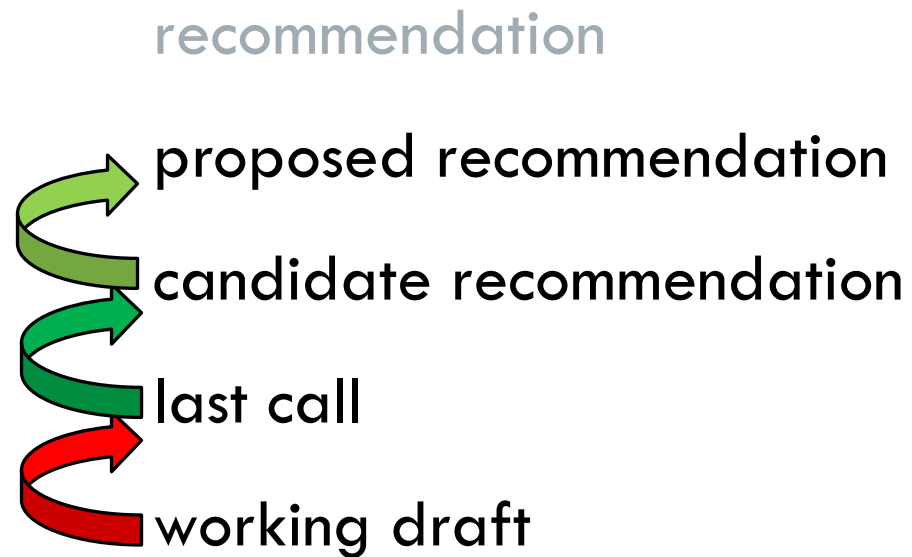 recommendation
proposed recommendation
candidate recommendation
last call
working draft